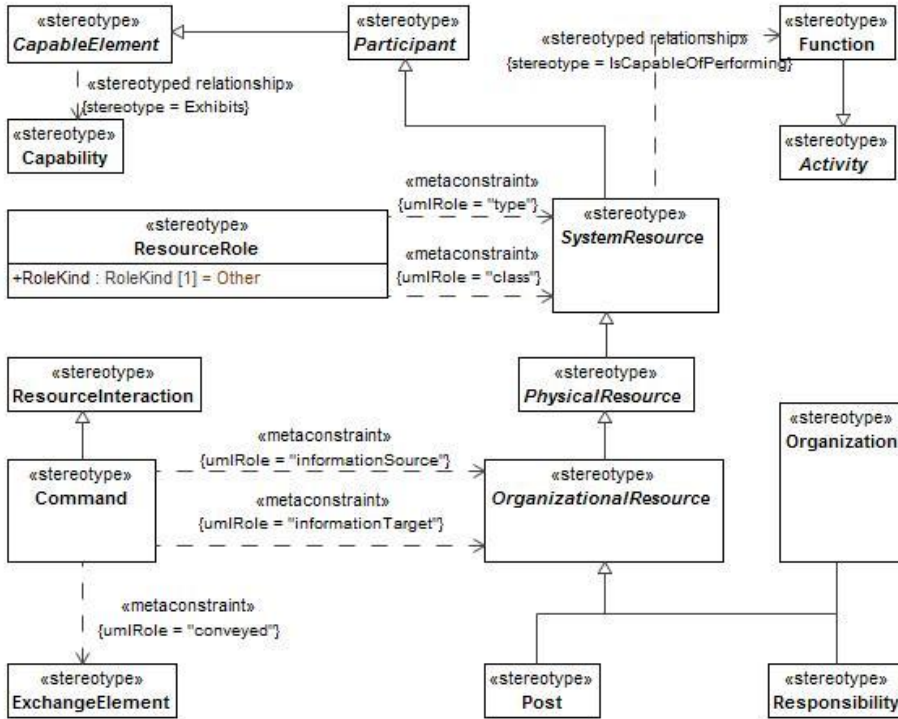 «stereotype»
CapableElement
«stereotype»
Participant
«stereotyped relationship»
{stereotype = IsCapableOfPerforming}
«stereotype»
Function
«stereotyped relationship»
{stereotype = Exhibits}
«stereotype»
Capability
«stereotype»
Activity
«metaconstraint»
{umlRole = "type"}
«stereotype»
ResourceRole
+RoleKind : RoleKind [1] = Other
«metaconstraint»
{umlRole = "class"}
«stereotype»
SystemResource
«stereotype»
ResourceInteraction
«stereotype»
PhysicalResource
«stereotype»
Organization
«stereotype»
Command
«metaconstraint»
{umlRole = "informationSource"}
«metaconstraint»
{umlRole = "informationTarget"}
«stereotype»
OrganizationalResource
«metaconstraint»
{umlRole = "conveyed"}
«stereotype»
ExchangeElement
«stereotype»
Post
«stereotype»
Responsibility